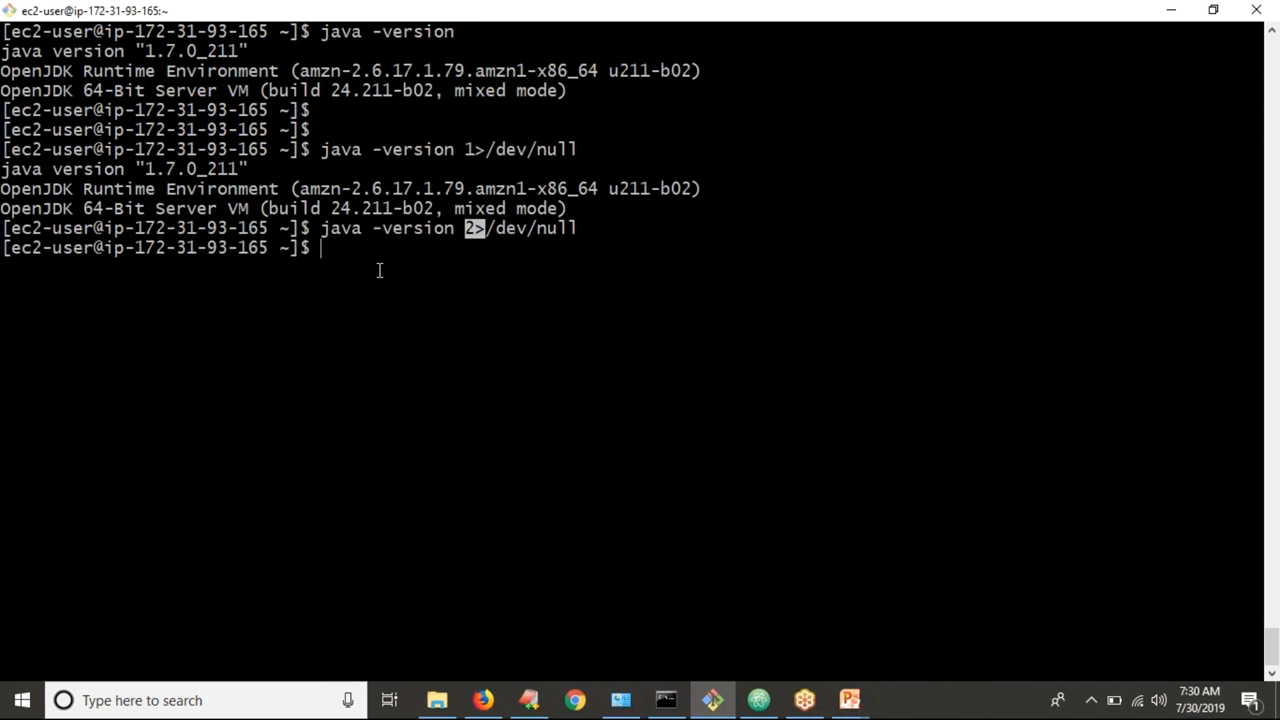 ec2-user@ip-172-31-93-165:~
[ec2-user@ip-172-31-93-165 ~]$ java -version
java version "1.7.0_211"
OpenJDK Runtime Environment (amzn-2.6.17.1.79.amzn1-x86_64 u211-b02)
OpenJDK 64-Bit Server VM (build 24.211-b02, mixed mode)
[ec2-user@ip-172-31-93-165 ~]$
[ec2-user@ip-172-31-93-165 ~]$
[ec2-user@ip-172-31-93-165 ~]$ java -version 1>/dev/null
java version "1.7.0_211"
OpenJDK Runtime Environment (amzn-2.6.17.1.79.amzn1-x86_64 u211-b02)
OpenJDK 64-Bit Server VM (build 24.211-b02, mixed mode)
[ec2-user@ip-172-31-93-165 ~]$ java -version 2>/dev/null
[ec2-user@ip-172-31-93-165 ~]$
Type here to search
7:30 AM
7/30/2019
1